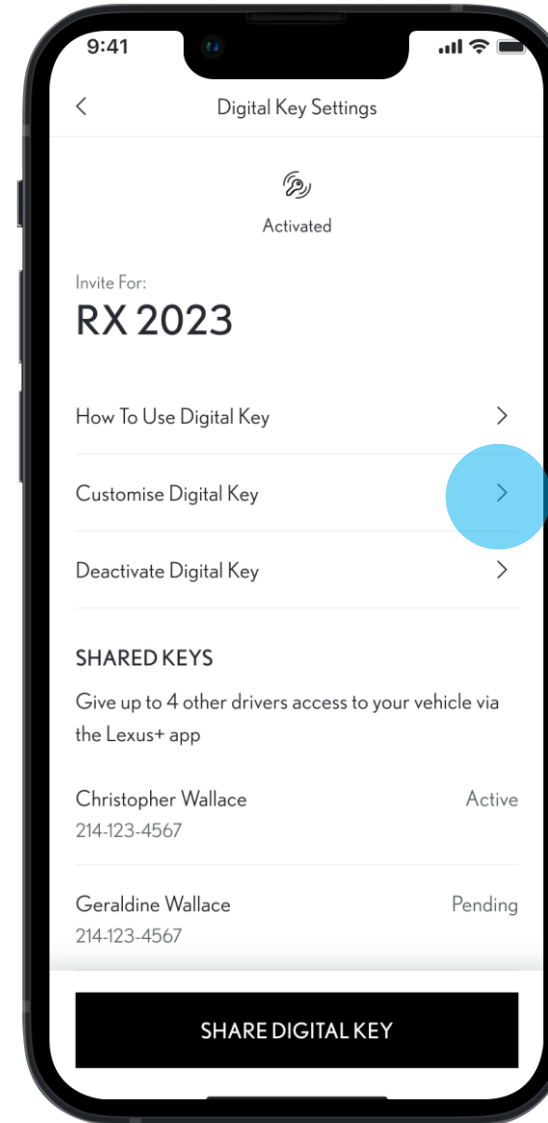 9:41
Digital Key Settings
Activated
Invite For:
RX 2023
How To Use Digital Key
Customise Digital Key
Deactivate Digital Key
SHARED KEYS
Give up to 4 other drivers access to your vehicle via
the Lexus+ app
Christopher Wallace Active
214-123-4567
Geraldine Wallace Pending
214-123-4567
SHARE DIGITAL KEY